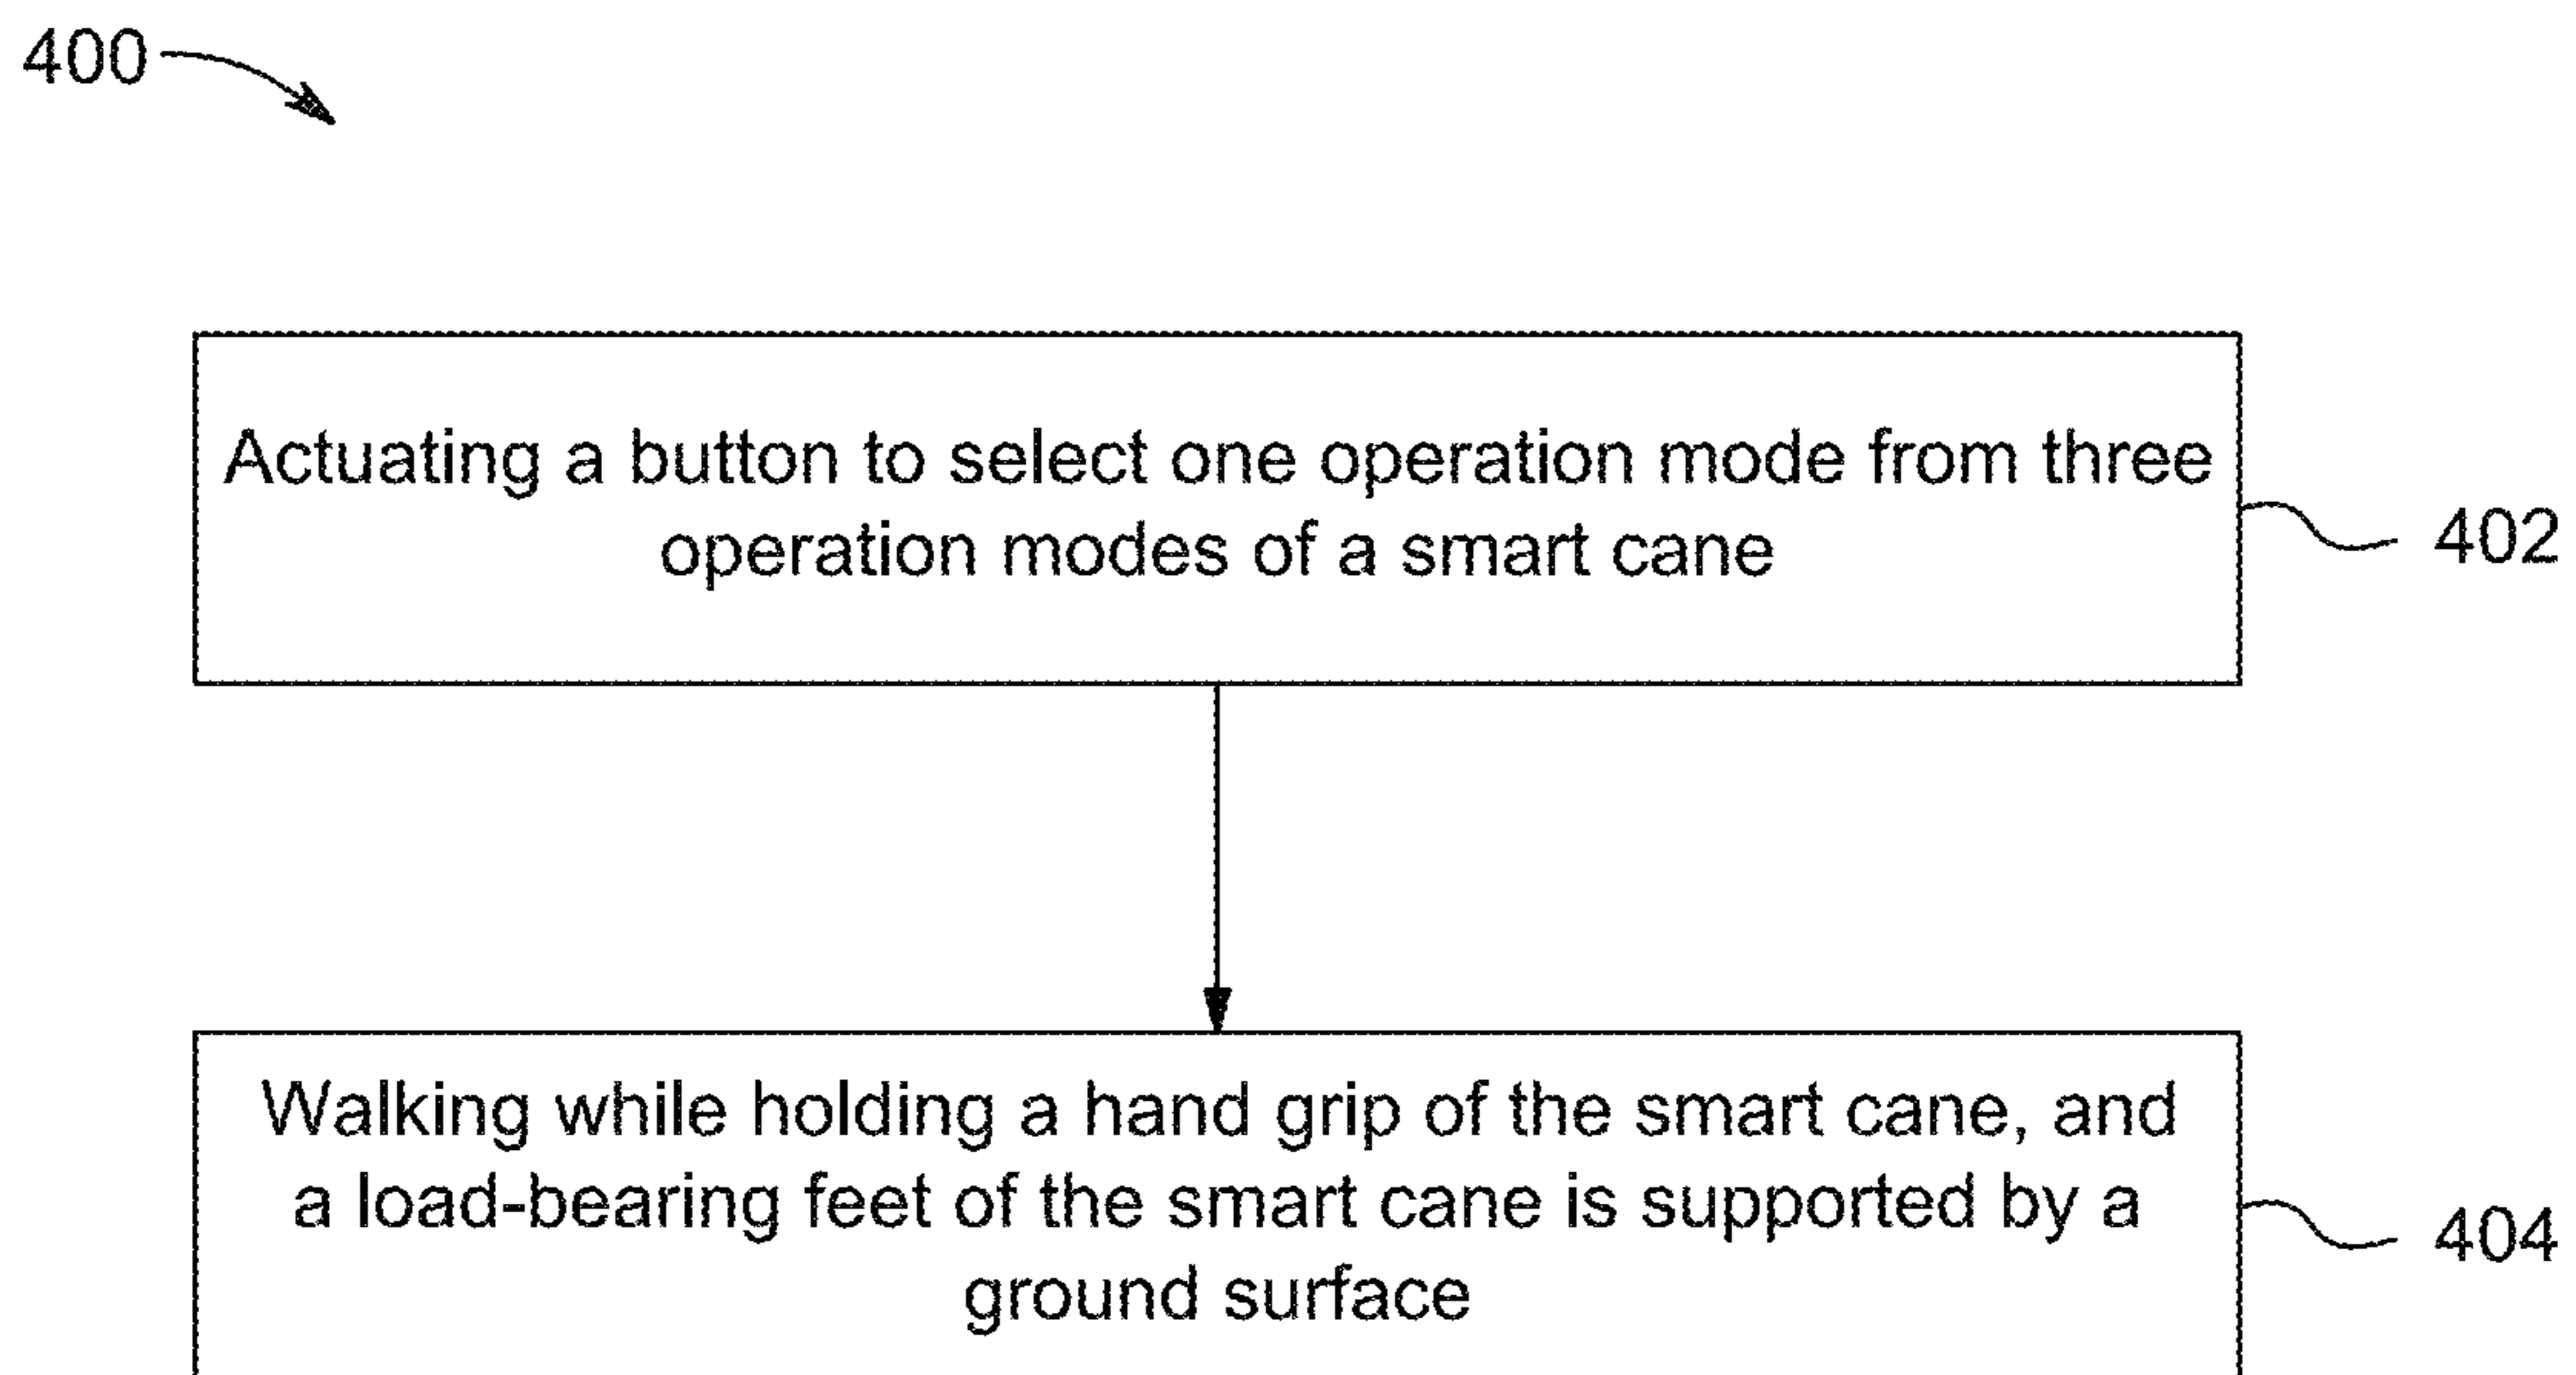 400
Actuating a button to select one operation mode from three
operation modes of a smart cane
402
Walking while holding a hand grip of the smart cane, and
a load-bearing feet of the smart cane is supported by a
ground surface
404